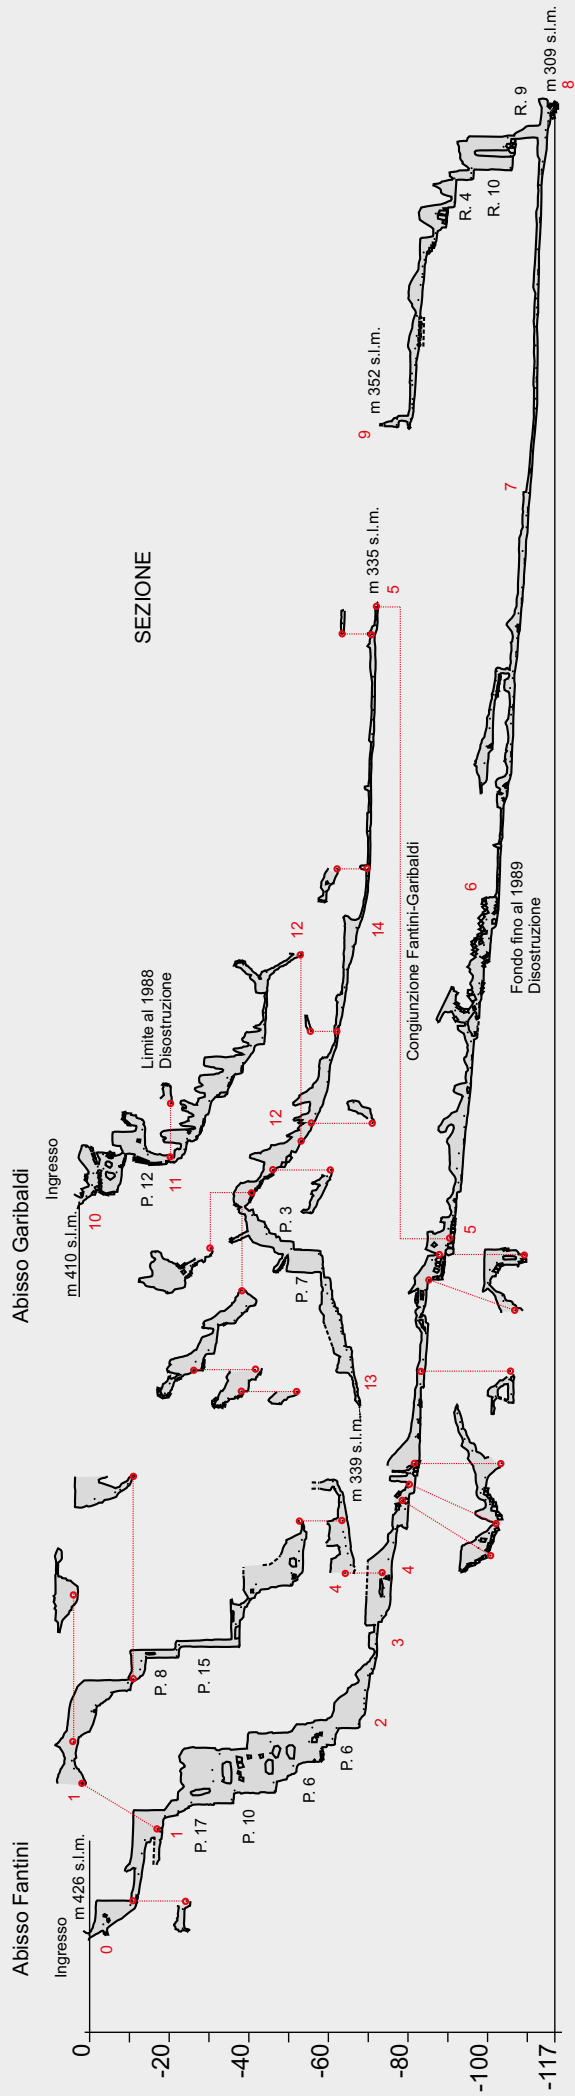 Abisso Fantini
Ingresso
m 426 s.l.m.
0
1
1
P. 17
P. 10
P. 6
P. 6
2
P. 8
P. 15
3
4
4
Abisso Garibaldi
Ingresso
m 410 s.l.m.
10
P. 12
11
Limite al 1988
Disostruzione
12
12
P. 3
P. 7
13
m 339 s.l.m.
14
SEZIONE
m 335 s.l.m.
5
Congiunzione Fantini-Garibaldi
5
6
Fondo fino al 1989
Disostruzione
7
9
m 352 s.l.m.
R. 4
R. 10
R. 9
m 309 s.l.m.
8
0
-20
-40
-60
-80
-100
-117